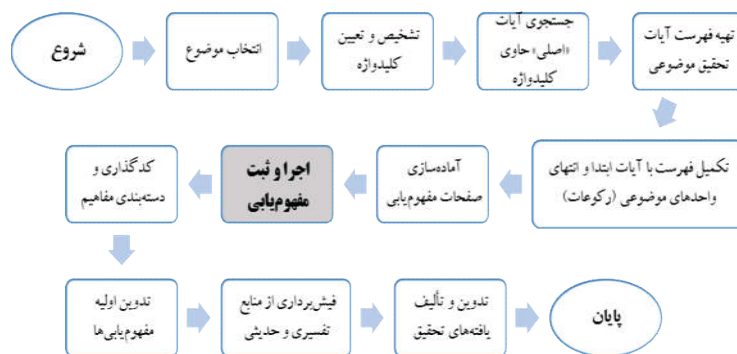 شروع
انتخاب موضوع
تشخیص و تعیین
کلیدواژه
جستجوی آیات
«اصلی» حاوی
کلیدواژه
تهیه فهرست آیات
تحقیق موضوعی
تکمیل فهرست با آیات ابتدا و انتهای
واحدهای موضوعی (رکوعات)
آماده‌سازی
صفحات مفهوم‌یابی
اجرا و ثبت
مفهوم‌یابی
کدگذاری و
دسته‌بندی مفاهیم
تدوین اولیه
مفهوم‌یابی‌ها
فیش‌برداری از منابع
تفسیری و حدیثی
تدوین و تألیف
یافته‌های تحقیق
پایان